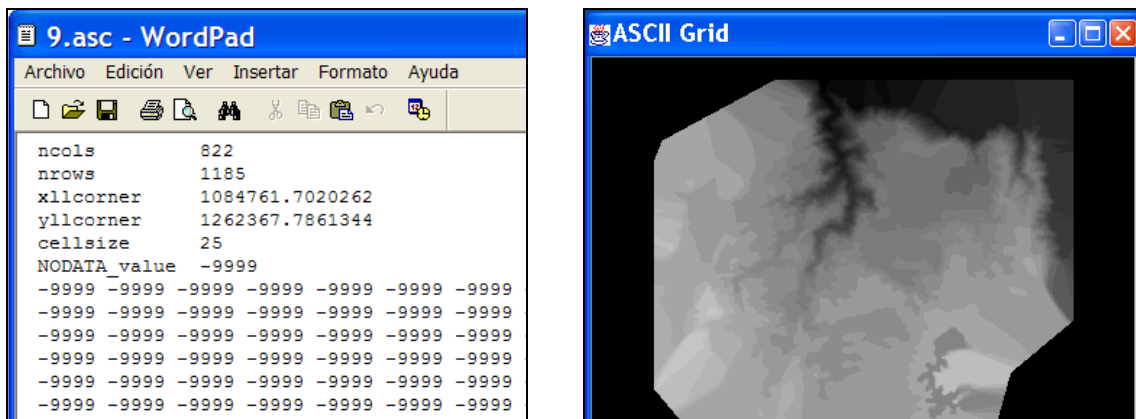 9.asc - WordPad
Archivo Edición Ver Insertar Formato Ayuda
ncols 822
nrows 1185
xllcorner 1084761.7020262
yllcorner 1262367.7861344
cellsize 25
NODATA_value -9999
-9999 -9999 -9999 -9999 -9999 -9999 -9999
-9999 -9999 -9999 -9999 -9999 -9999 -9999
-9999 -9999 -9999 -9999 -9999 -9999 -9999
-9999 -9999 -9999 -9999 -9999 -9999 -9999
-9999 -9999 -9999 -9999 -9999 -9999 -9999
-9999 -9999 -9999 -9999 -9999 -9999 -9999
ASCII Grid